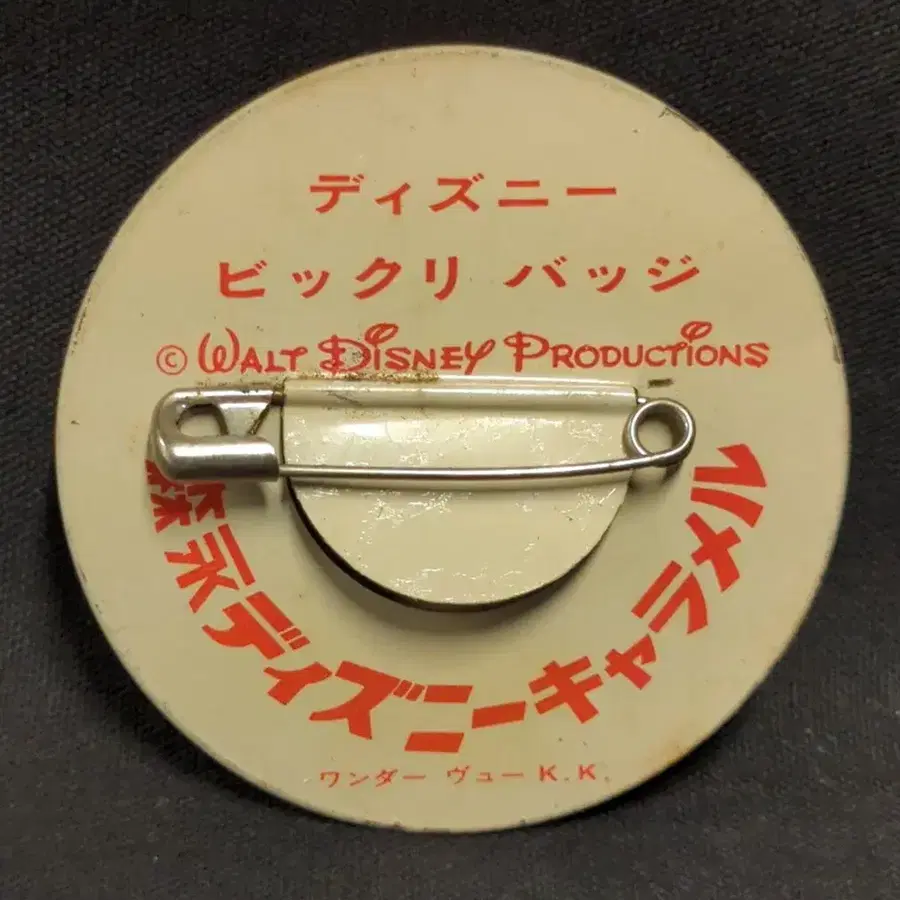 ディズニー
ビックリ バッジ
© WALT DISNEY PRODUCTIONS
森永ディズニーキャラメル
ワンダー ヴュー K.K.